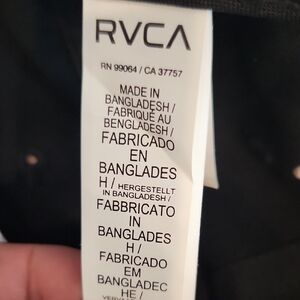 RVCA
RN 99064 / CA 37757
MADE IN
BANGLADESH /
FABRIQUÉ AU
BENGLADESH /
FABRICADO
EN
BANGLADES
H / HERGESTELLT
IN BANGLADESH /
FABBRICATO
IN
BANGLADES
H /
FABRICADO
EM
BANGLADEC
HE /